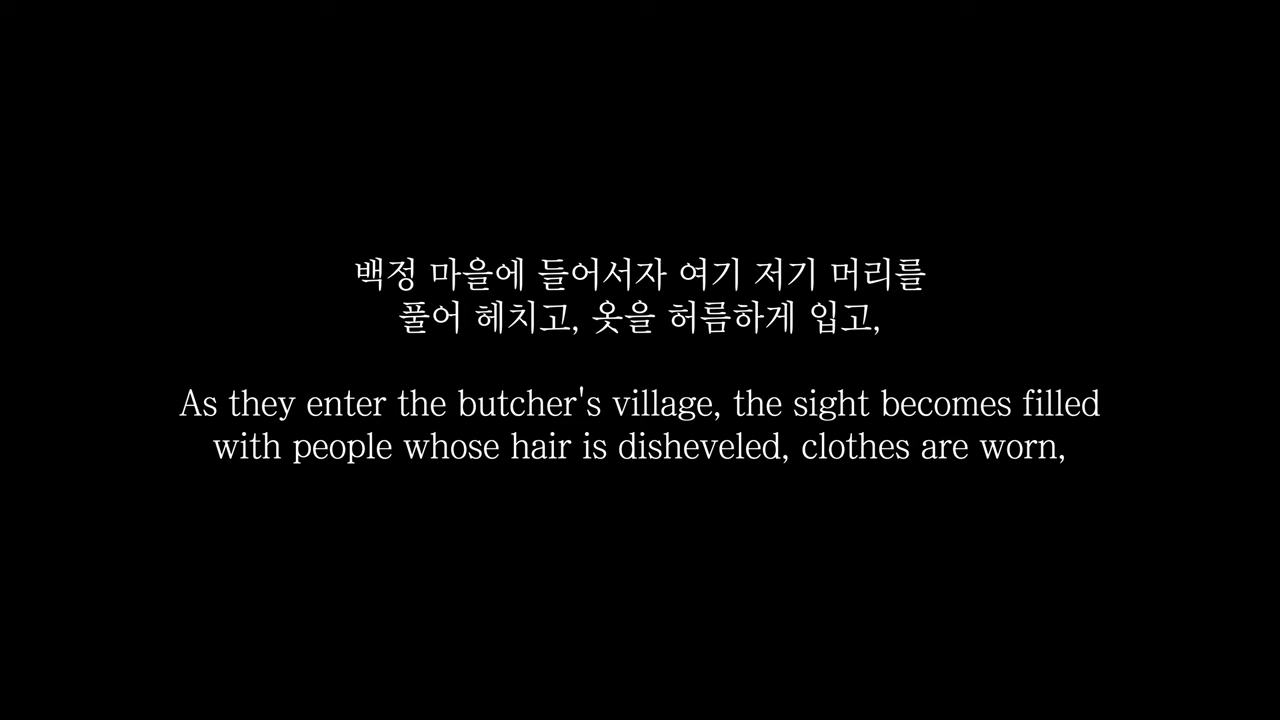 백정 마을에 들어서자 여기 저기 머리를
풀어 헤치고, 옷을 허름하게 입고,
As they enter the butcher's village, the sight becomes filled
with people whose hair is disheveled, clothes are worn,